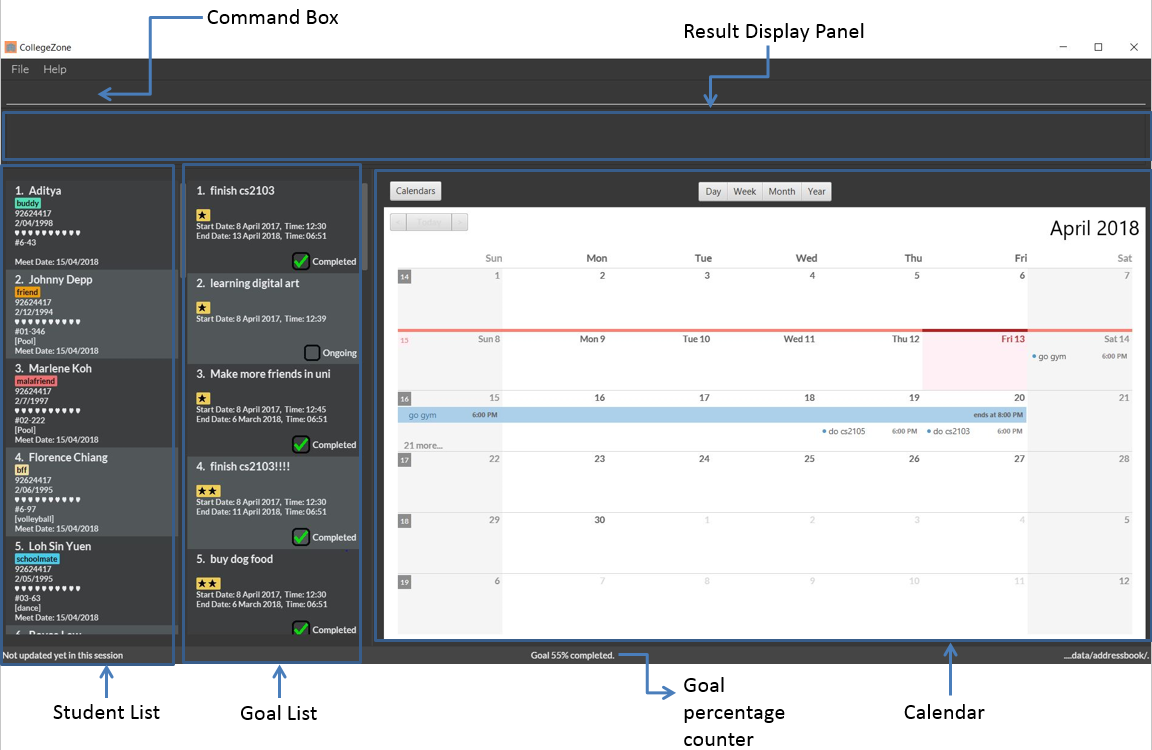 Command Box
Result Display Panel
CollegeZone
File Help
1. Aditya
buddy
92624417
2/04/1998
#6-43
Meet Date: 15/04/2018
2. Johnny Depp
friend
92624417
2/12/1994
#01-346
[Pool]
Meet Date: 15/04/2018
3. Marlene Koh
malafriend
92624417
2/7/1997
#02-222
[Pool]
Meet Date: 15/04/2018
4. Florence Chiang
bff
92624417
2/06/1995
#6-97
[volleyball]
Meet Date: 15/04/2018
5. Loh Sin Yuen
schoolmate
92624417
2/05/1995
#03-63
[dance]
Meet Date: 15/04/2018
1. finish cs2103
Start Date: 8 April 2017, Time: 12:30
End Date: 13 April 2018, Time: 06:51
Completed
2. learning digital art
Start Date: 8 April 2017, Time: 12:39
Ongoing
3. Make more friends in uni
Start Date: 8 April 2017, Time: 12:45
End Date: 6 March 2018, Time: 06:51
Completed
4. finish cs2103!!!!
Start Date: 8 April 2017, Time: 12:30
End Date: 11 April 2018, Time: 06:51
Completed
5. buy dog food
Start Date: 8 April 2017, Time: 12:30
End Date: 6 March 2018, Time: 06:51
Completed
Calendars
Day Week Month Year
Today
April 2018
Sun Mon Tue Wed Thu Fri Sat
14 1 2 3 4 5 6 7
15 Sun 8 Mon 9 Tue 10 Wed 11 Thu 12 Fri 13 Sat 14
go gym 6:00 PM
16 15 16 17 18 19 20 21
go gym 6:00 PM ends at 8:00 PM
do cs2105 6:00 PM do cs2103 6:00 PM
21 more...
17 22 23 24 25 26 27 28
18 29 30 1 2 3 4 5
19 6 7 8 9 10 11 12
Not updated yet in this session
Goal 55% completed.
....data/addressbook/.
Student List
Goal List
Goal
percentage
counter
Calendar